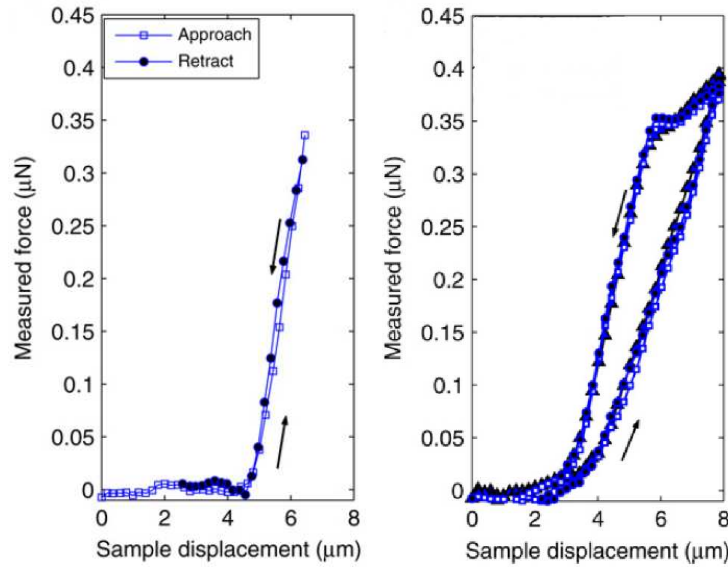 Approach
Retract
0.45
0.4
0.35
0.3
0.25
0.2
0.15
0.1
0.05
0
Measured force (μN)
0 2 4 6 8
Sample displacement (μm)
0.45
0.4
0.35
0.3
0.25
0.2
0.15
0.1
0.05
0
Measured force (μN)
0 2 4 6 8
Sample displacement (μm)